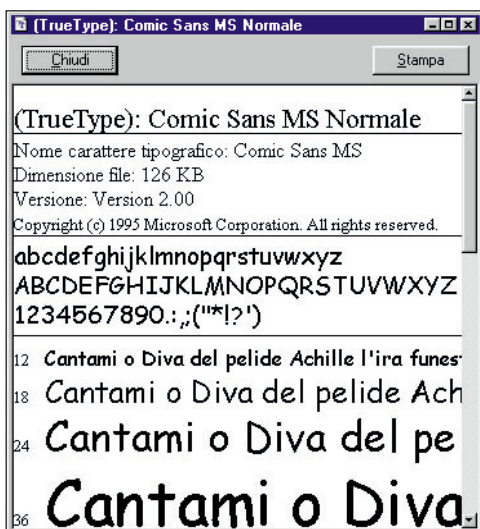 (TrueType): Comic Sans MS Normale
Chiudi
Stampa
(TrueType): Comic Sans MS Normale
Nome carattere tipografico: Comic Sans MS
Dimensione file: 126 KB
Versione: Version 2.00
Copyright (c) 1995 Microsoft Corporation. All rights reserved.
abcdefghijklmnopqrstuvwxyz
ABCDEFGHIJKLMNOPQRSTUVWXYZ
1234567890.:,;("*!?')
12 Cantami o Diva del pelide Achille l'ira funes
18 Cantami o Diva del pelide Ach
24 Cantami o Diva del pe
36 Cantami o Diva